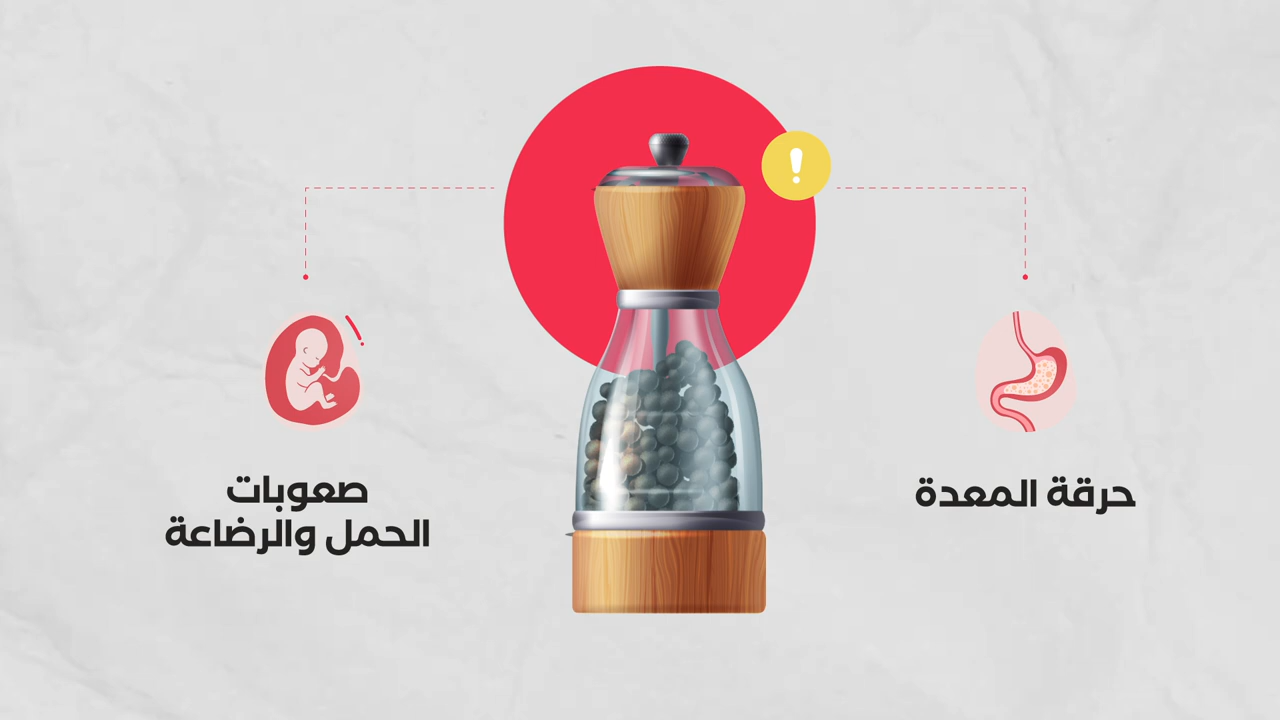 حرقة المعدة
صعوبات
الحمل والرضاعة